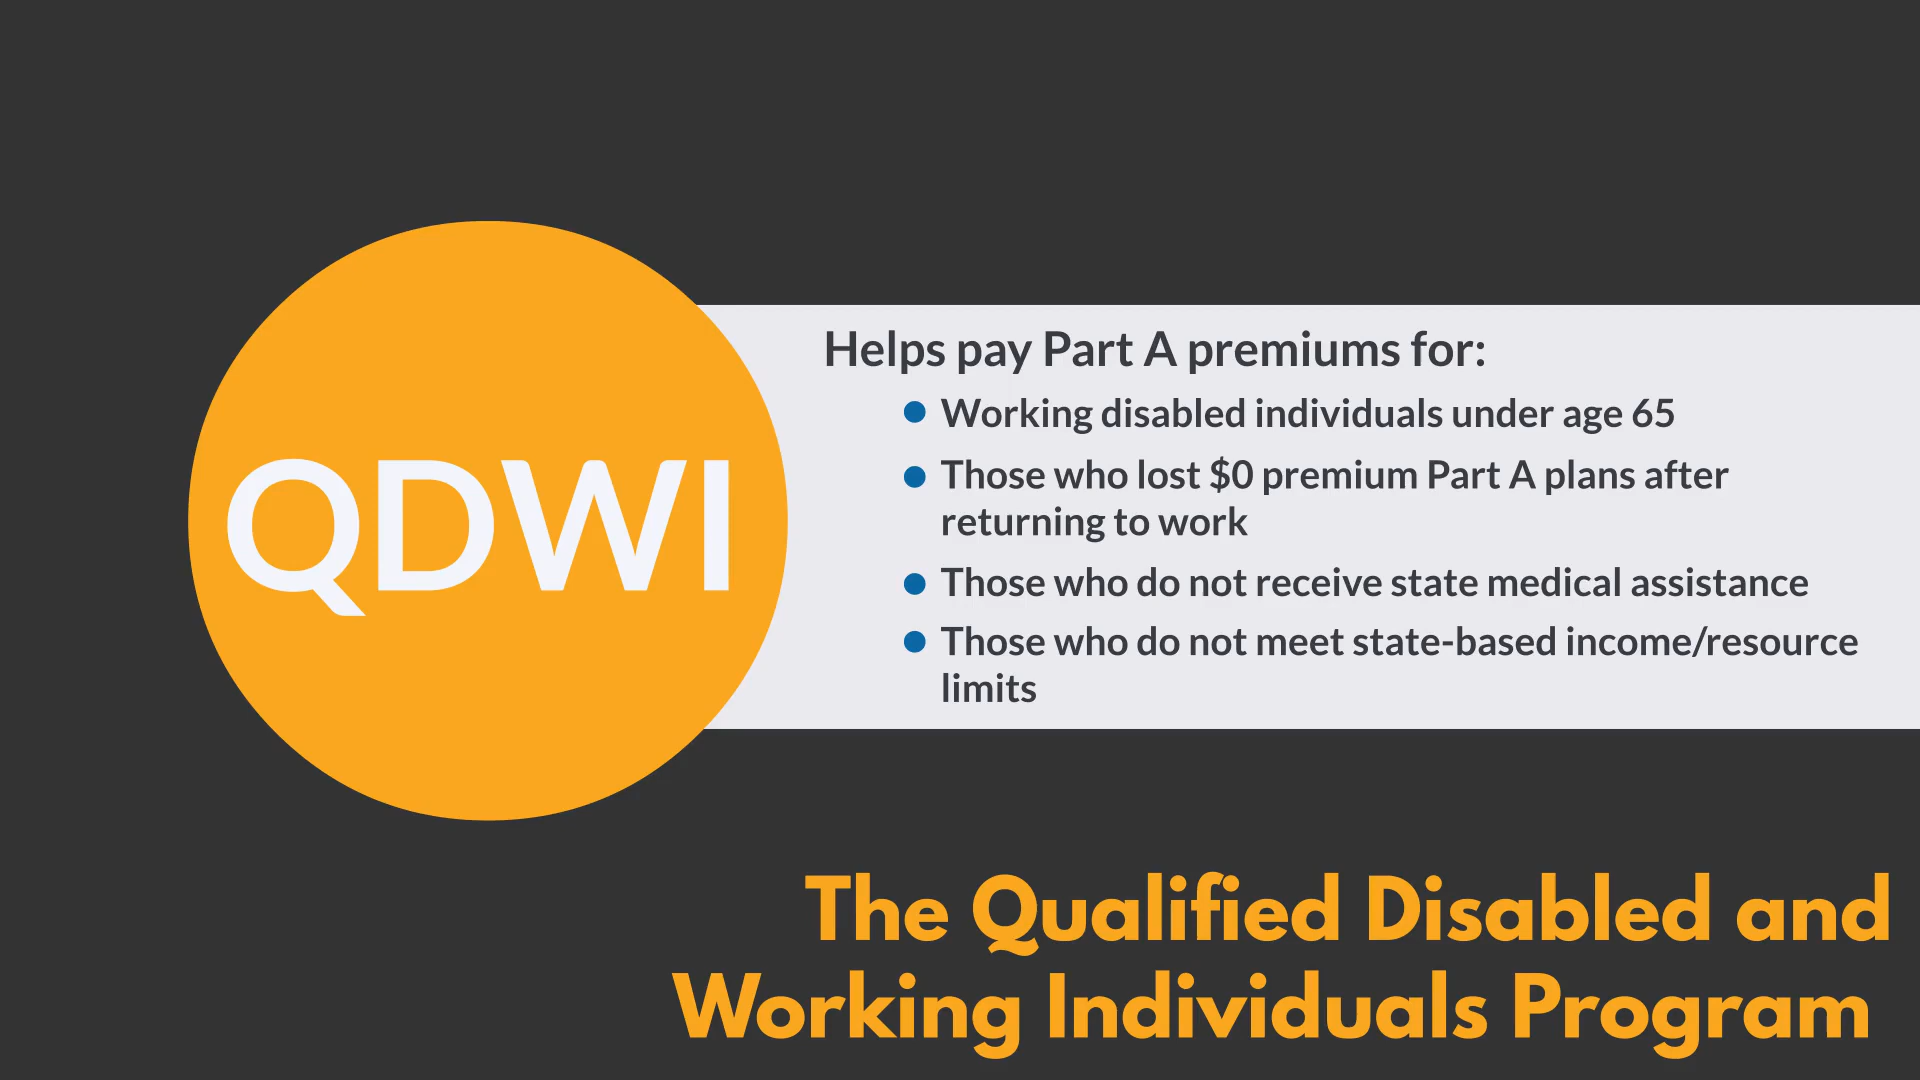 QDWI
Helps pay Part A premiums for:
Working disabled individuals under age 65
Those who lost $0 premium Part A plans after
returning to work
Those who do not receive state medical assistance
Those who do not meet state-based income/resource
limits
The Qualified Disabled and
Working Individuals Program